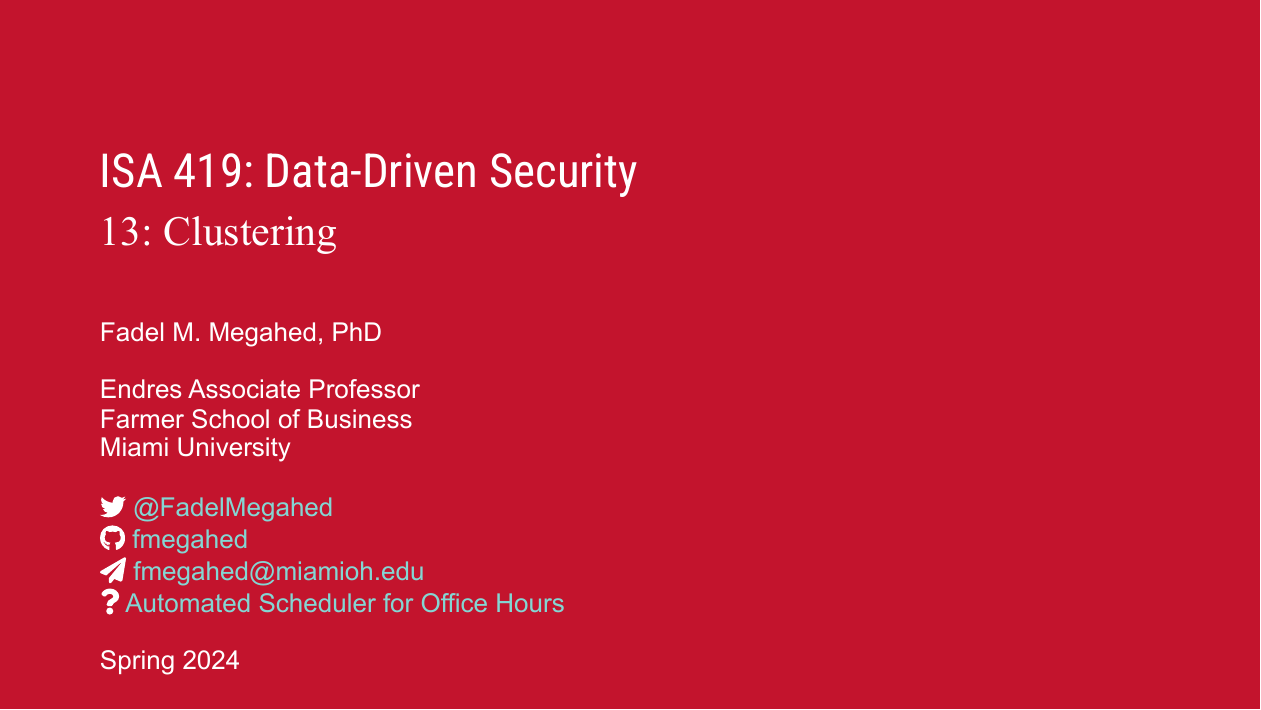 ISA 419: Data-Driven Security
13: Clustering
Fadel M. Megahed, PhD
Endres Associate Professor
Farmer School of Business
Miami University
@FadelMegahed
fmegahed
fmegahed@miamioh.edu
Automated Scheduler for Office Hours
Spring 2024